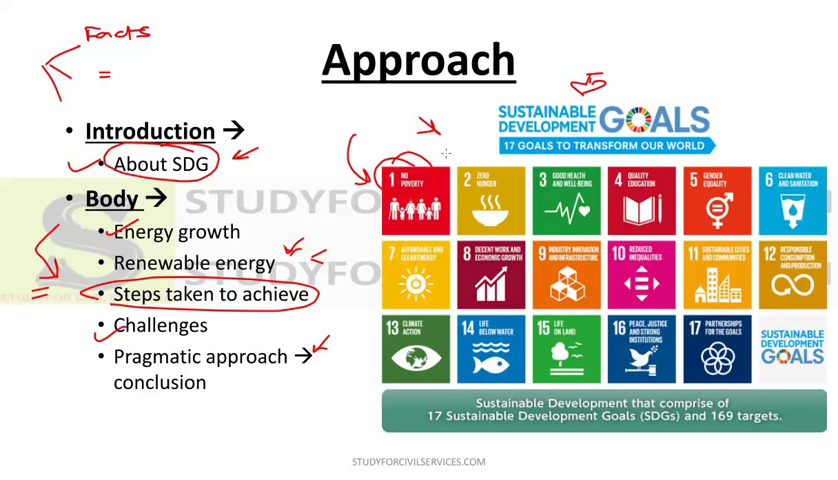 Facts
=
Approach
• Introduction →
• About SDG
• Body →
• Energy growth
• Renewable energy
• Steps taken to achieve
• Challenges
• Pragmatic approach →
conclusion
SUSTAINABLE
DEVELOPMENT GOALS
17 GOALS TO TRANSFORM OUR WORLD
1 NO
POVERTY
2 ZERO
HUNGER
3 GOOD HEALTH
AND WELL-BEING
4 QUALITY
EDUCATION
5 GENDER
EQUALITY
6 CLEAN WATER
AND SANITATION
7 AFFORDABLE AND
CLEAN ENERGY
8 DECENT WORK AND
ECONOMIC GROWTH
9 INDUSTRY, INNOVATION
AND INFRASTRUCTURE
10 REDUCED
INEQUALITIES
11 SUSTAINABLE CITIES
AND COMMUNITIES
12 RESPONSIBLE
CONSUMPTION
AND PRODUCTION
13 CLIMATE
ACTION
14 LIFE
BELOW WATER
15 LIFE
ON LAND
16 PEACE, JUSTICE
AND STRONG
INSTITUTIONS
17 PARTNERSHIPS
FOR THE GOALS
SUSTAINABLE
DEVELOPMENT
GOALS
Sustainable Development that comprise of
17 Sustainable Development Goals (SDGs) and 169 targets.
STUDYFORCIVILSERVICES.COM